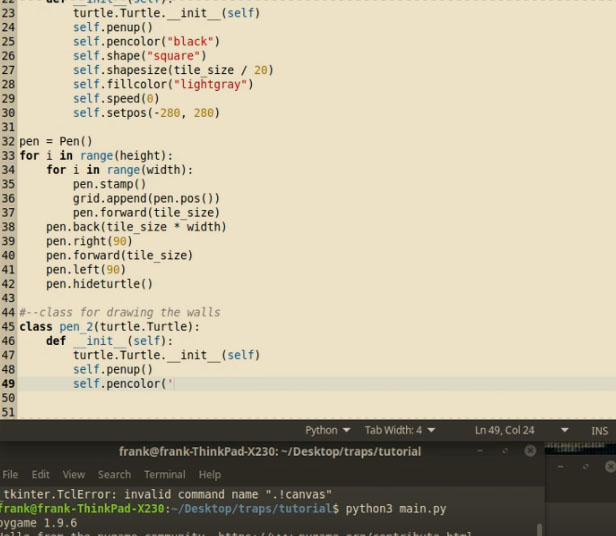 22 def __init__(self):
23 turtle.Turtle.__init__(self)
24 self.penup()
25 self.pencolor("black")
26 self.shape("square")
27 self.shapesize(tile_size / 20)
28 self.fillcolor("lightgray")
29 self.speed(0)
30 self.setpos(-280, 280)
31
32 pen = Pen()
33 for i in range(height):
34 for i in range(width):
35 pen.stamp()
36 grid.append(pen.pos())
37 pen.forward(tile_size)
38 pen.back(tile_size * width)
39 pen.right(90)
40 pen.forward(tile_size)
41 pen.left(90)
42 pen.hideturtle()
43
44 #--class for drawing the walls
45 class pen_2(turtle.Turtle):
46 def __init__(self):
47 turtle.Turtle.__init__(self)
48 self.penup()
49 self.pencolor('
50
51
Python Tab Width: 4 Ln 49, Col 24 INS
frank@frank-ThinkPad-X230: ~/Desktop/traps/tutorial
File Edit View Search Terminal Help
_tkinter.TclError: invalid command name ".!canvas"
frank@frank-ThinkPad-X230:~/Desktop/traps/tutorial$ python3 main.py
pygame 1.9.6
Hello from the pygame community. https://www.pygame.org/contribute.html